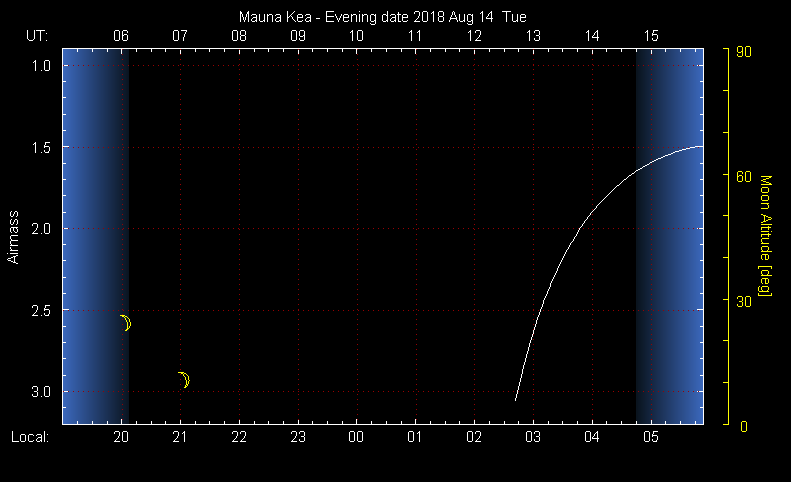 Mauna Kea - Evening date 2018 Aug 14  Tue
UT: 06 07 08 09 10 11 12 13 14 15
1.0
1.5
2.0
2.5
3.0
Airmass
90
60
30
0
Moon Altitude [deg]
Local: 20 21 22 23 00 01 02 03 04 05